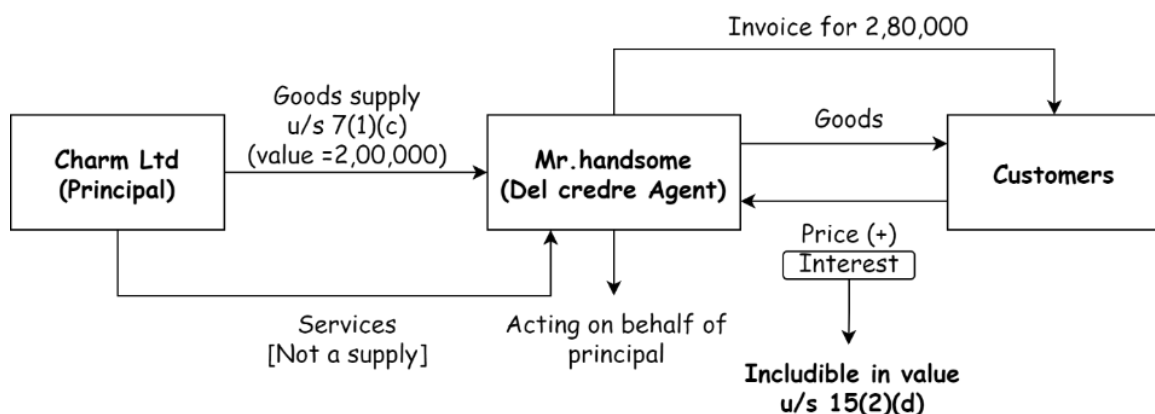 Invoice for 2,80,000
Goods supply
u/s 7(1)(c)
(value =2,00,000)
Goods
Charm Ltd
(Principal)
Mr.handsome
(Del credre Agent)
Customers
Price (+)
Interest
Services
[Not a supply]
Acting on behalf of
principal
Includible in value
u/s 15(2)(d)